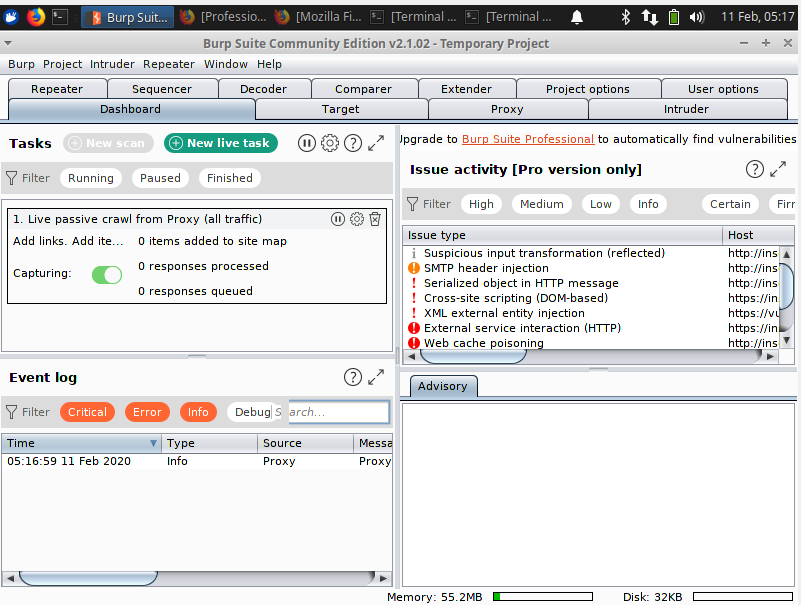 Burp Suit... [Professio... [Mozilla Fi... [Terminal ... [Terminal ... 11 Feb, 05:17
Burp Suite Community Edition v2.1.02 - Temporary Project
Burp Project Intruder Repeater Window Help
Repeater Sequencer Decoder Comparer Extender Project options User options
Dashboard Target Proxy Intruder
Tasks New scan New live task
Filter Running Paused Finished
1. Live passive crawl from Proxy (all traffic)
Add links. Add ite... 0 items added to site map
Capturing: 0 responses processed
0 responses queued
Event log
Filter Critical Error Info Debug Search...
Time Type Source Messa
05:16:59 11 Feb 2020 Info Proxy Proxy
Upgrade to Burp Suite Professional to automatically find vulnerabilities
Issue activity [Pro version only]
Filter High Medium Low Info Certain Firr
Issue type Host
Suspicious input transformation (reflected) http://ins
SMTP header injection http://ins
Serialized object in HTTP message http://ins
Cross-site scripting (DOM-based) https://in
XML external entity injection https://vu
External service interaction (HTTP) https://in
Web cache poisoning http://ins
Advisory
Memory: 55.2MB Disk: 32KB